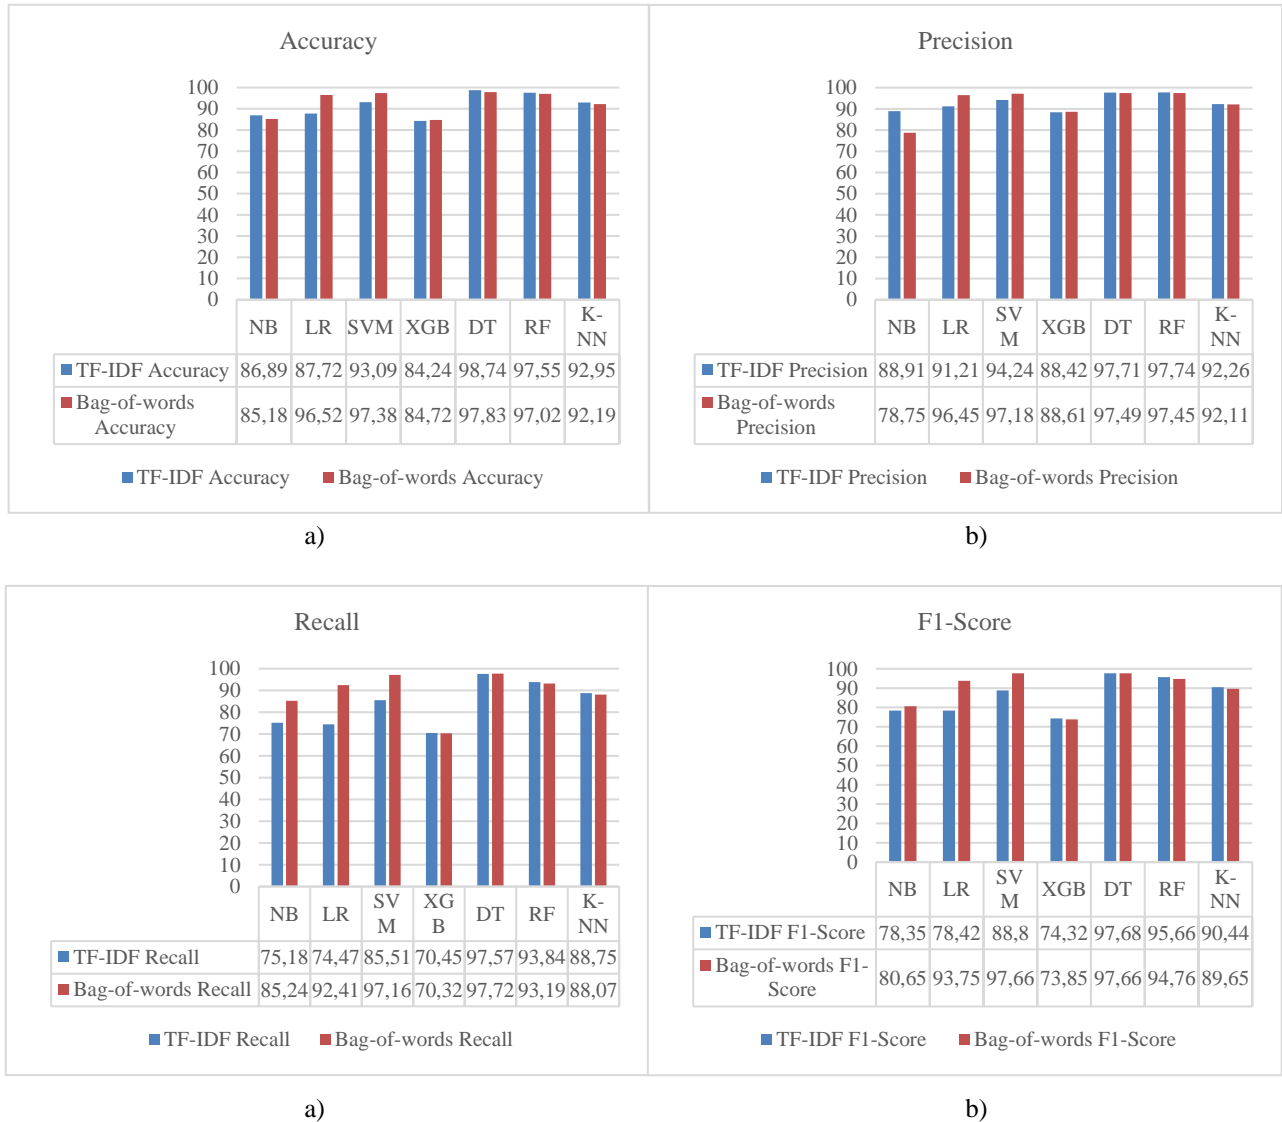 Accuracy
100
90
80
70
60
50
40
30
20
10
0
NB LR SVM XGB DT RF K-
NN
TF-IDF Accuracy 86,89 87,72 93,09 84,24 98,74 97,55 92,95
Bag-of-words
Accuracy 85,18 96,52 97,38 84,72 97,83 97,02 92,19
TF-IDF Accuracy Bag-of-words Accuracy
a)
Precision
100
90
80
70
60
50
40
30
20
10
0
NB LR SV
M XGB DT RF K-
NN
TF-IDF Precision 88,91 91,21 94,24 88,42 97,71 97,74 92,26
Bag-of-words
Precision 78,75 96,45 97,18 88,61 97,49 97,45 92,11
TF-IDF Precision Bag-of-words Precision
b)
Recall
100
90
80
70
60
50
40
30
20
10
0
NB LR SV
M XG
B DT RF K-
NN
TF-IDF Recall 75,18 74,47 85,51 70,45 97,57 93,84 88,75
Bag-of-words Recall 85,24 92,41 97,16 70,32 97,72 93,19 88,07
TF-IDF Recall Bag-of-words Recall
a)
F1-Score
100
90
80
70
60
50
40
30
20
10
0
NB LR SV
M XGB DT RF K-
NN
TF-IDF F1-Score 78,35 78,42 88,8 74,32 97,68 95,66 90,44
Bag-of-words F1-
Score 80,65 93,75 97,66 73,85 97,66 94,76 89,65
TF-IDF F1-Score Bag-of-words F1-Score
b)